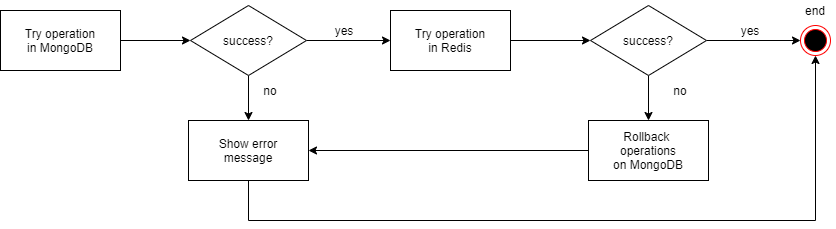 end
Try operation
in MongoDB
success?
yes
Try operation
in Redis
success?
yes
no
no
Show error
message
Rollback
operations
on MongoDB